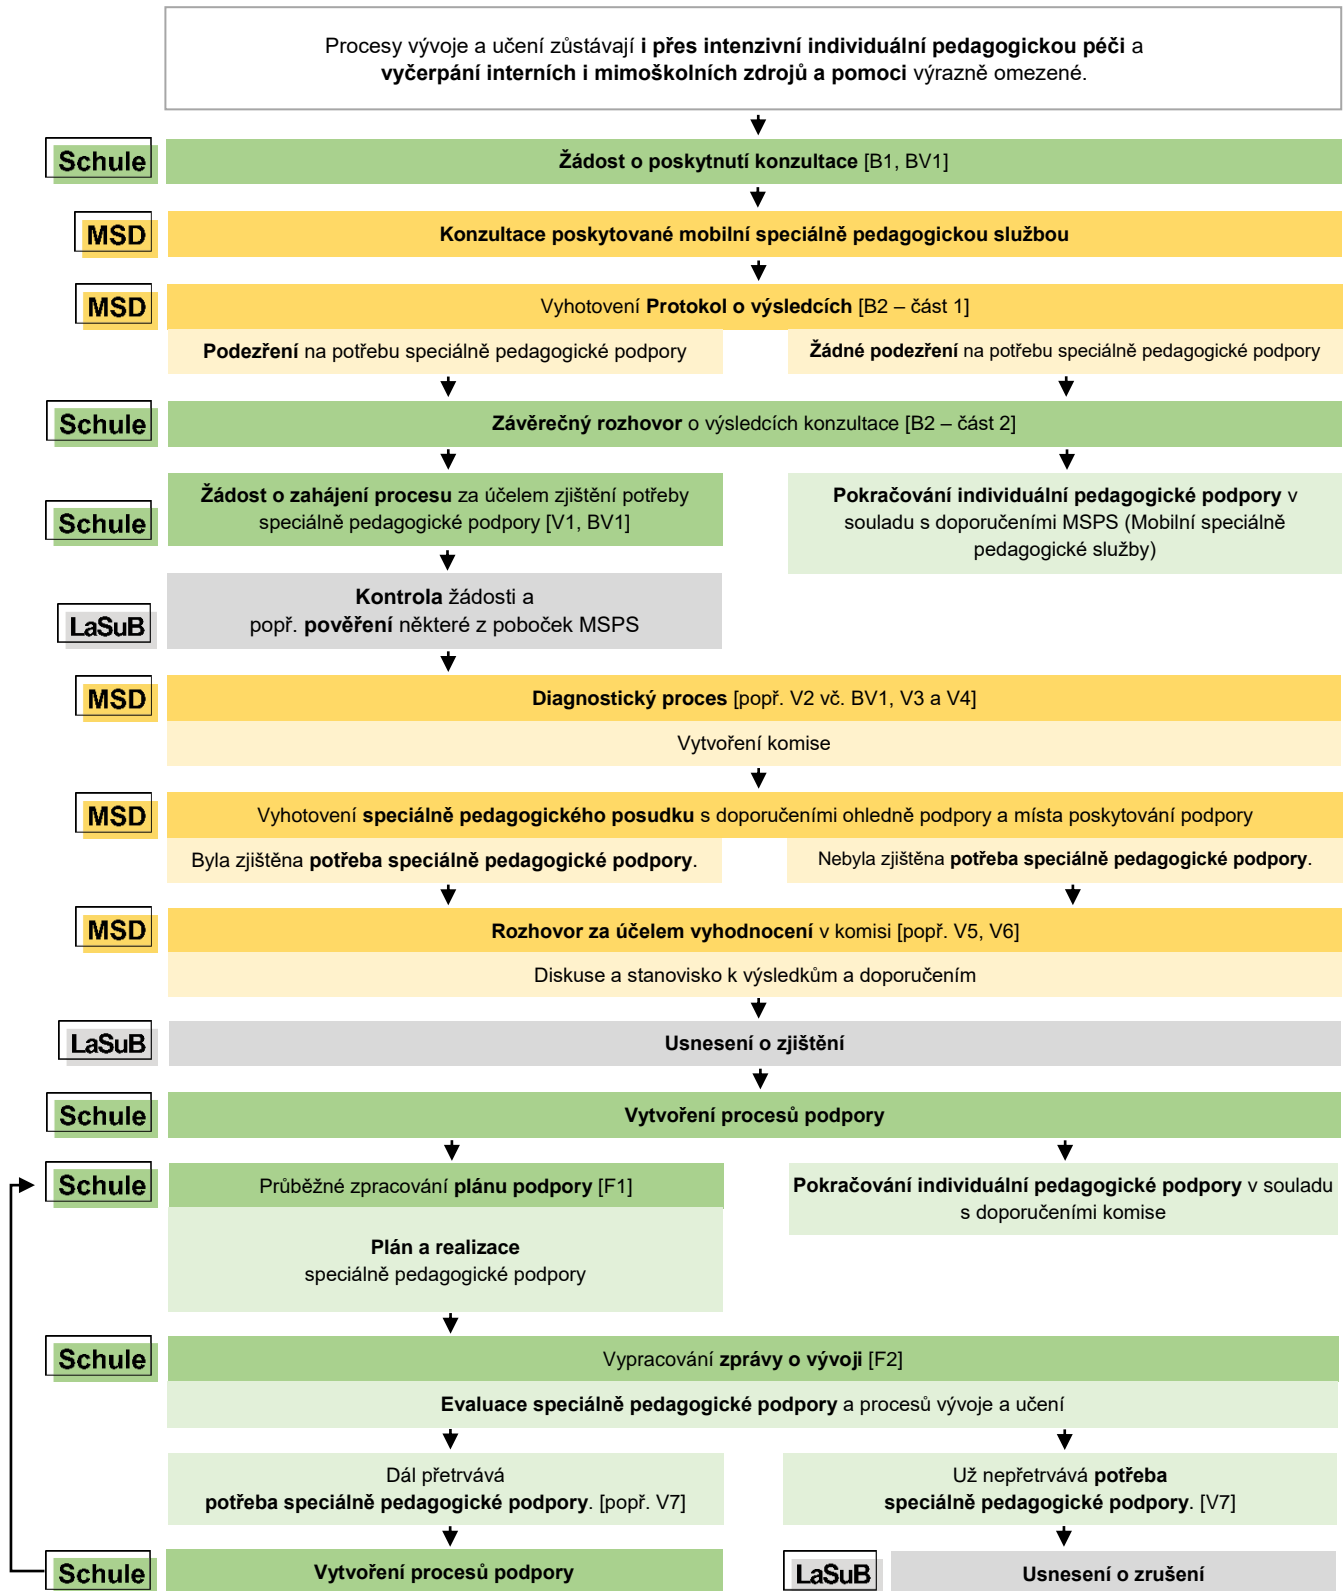 Procesy vývoje a učení zůstávají i přes intenzivní individuální pedagogickou péči a
vyčerpání interních i mimoškolních zdrojů a pomoci výrazně omezené.
Schule
Žádost o poskytnutí konzultace [B1, BV1]
MSD
Konzultace poskytované mobilní speciálně pedagogickou službou
MSD
Vyhotovení Protokol o výsledcích [B2 – část 1]
Podezření na potřebu speciálně pedagogické podpory
Žádné podezření na potřebu speciálně pedagogické podpory
Schule
Závěrečný rozhovor o výsledcích konzultace [B2 – část 2]
Schule
Žádost o zahájení procesu za účelem zjištění potřeby
speciálně pedagogické podpory [V1, BV1]
Pokračování individuální pedagogické podpory v
souladu s doporučeními MSPS (Mobilní speciálně
pedagogické služby)
LaSuB
Kontrola žádosti a
popř. pověření některé z poboček MSPS
MSD
Diagnostický proces [popř. V2 vč. BV1, V3 a V4]
Vytvoření komise
MSD
Vyhotovení speciálně pedagogického posudku s doporučeními ohledně podpory a místa poskytování podpory
Byla zjištěna potřeba speciálně pedagogické podpory.
Nebyla zjištěna potřeba speciálně pedagogické podpory.
MSD
Rozhovor za účelem vyhodnocení v komisi [popř. V5, V6]
Diskuse a stanovisko k výsledkům a doporučením
LaSuB
Usnesení o zjištění
Schule
Vytvoření procesů podpory
Schule
Průběžné zpracování plánu podpory [F1]
Plán a realizace
speciálně pedagogické podpory
Pokračování individuální pedagogické podpory v souladu
s doporučeními komise
Schule
Vypracování zprávy o vývoji [F2]
Evaluace speciálně pedagogické podpory a procesů vývoje a učení
Dál přetrvává
potřeba speciálně pedagogické podpory. [popř. V7]
Už nepřetrvává potřeba
speciálně pedagogické podpory. [V7]
Schule
Vytvoření procesů podpory
LaSuB
Usnesení o zrušení